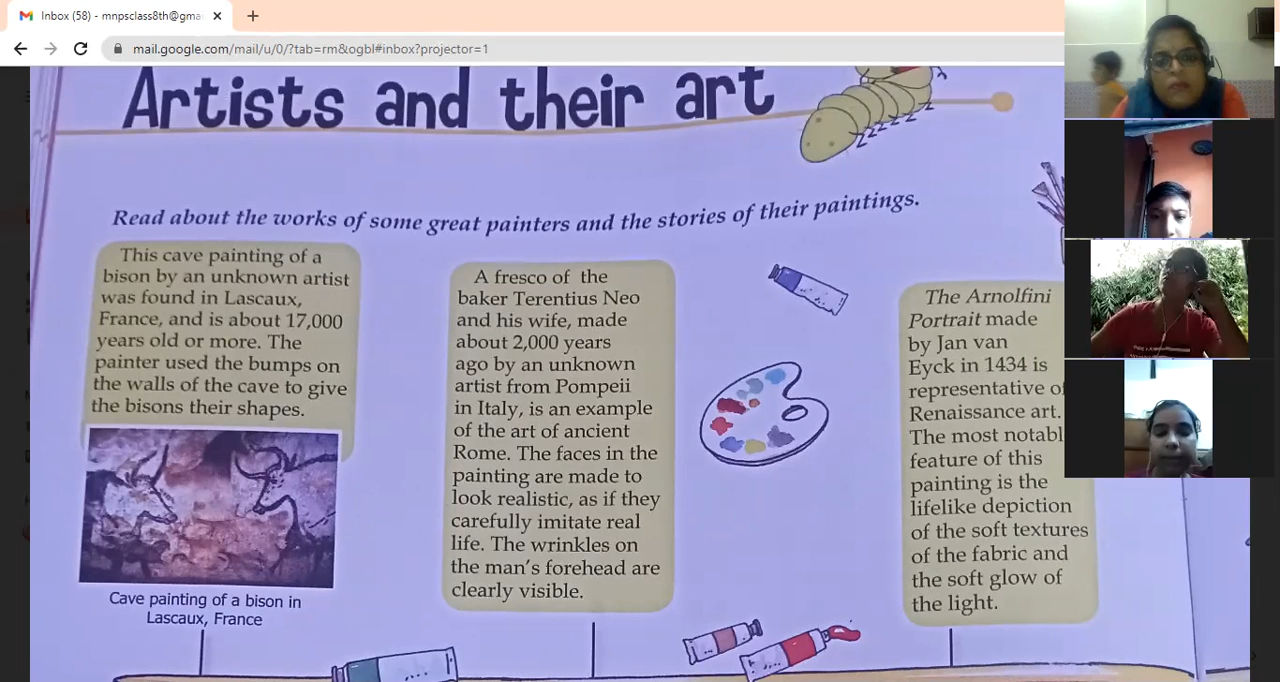 Inbox (58) - mnpsclass8th@gma
mail.google.com/mail/u/0/?tab=rm&ogbl#inbox?projector=1
Artists and their art
Read about the works of some great painters and the stories of their paintings.
This cave painting of a
bison by an unknown artist
was found in Lascaux,
France, and is about 17,000
years old or more. The
painter used the bumps on
the walls of the cave to give
the bisons their shapes.
Cave painting of a bison in
Lascaux, France
A fresco of the
baker Terentius Neo
and his wife, made
about 2,000 years
ago by an unknown
artist from Pompeii
in Italy, is an example
of the art of ancient
Rome. The faces in the
painting are made to
look realistic, as if they
carefully imitate real
life. The wrinkles on
the man's forehead are
clearly visible.
The Arnolfini
Portrait made
by Jan van
Eyck in 1434 is
representative of
Renaissance art.
The most notabl
feature of this
painting is the
lifelike depiction
of the soft textures
of the fabric and
the soft glow of
the light.